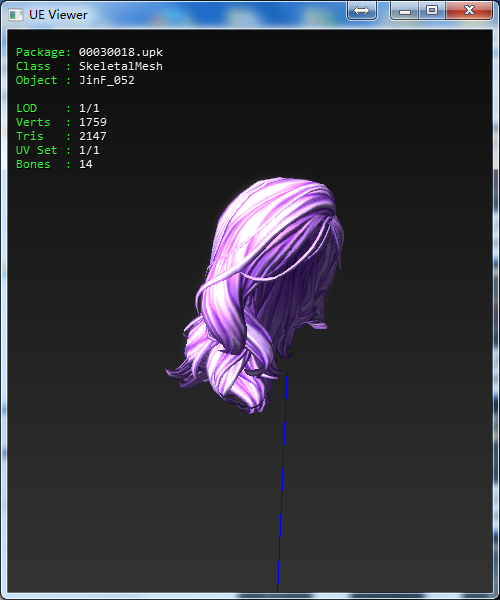 UE Viewer
Package: 00030018.upk
Class : SkeletalMesh
Object : JinF_052
LOD : 1/1
Verts : 1759
Tris : 2147
UV Set : 1/1
Bones : 14